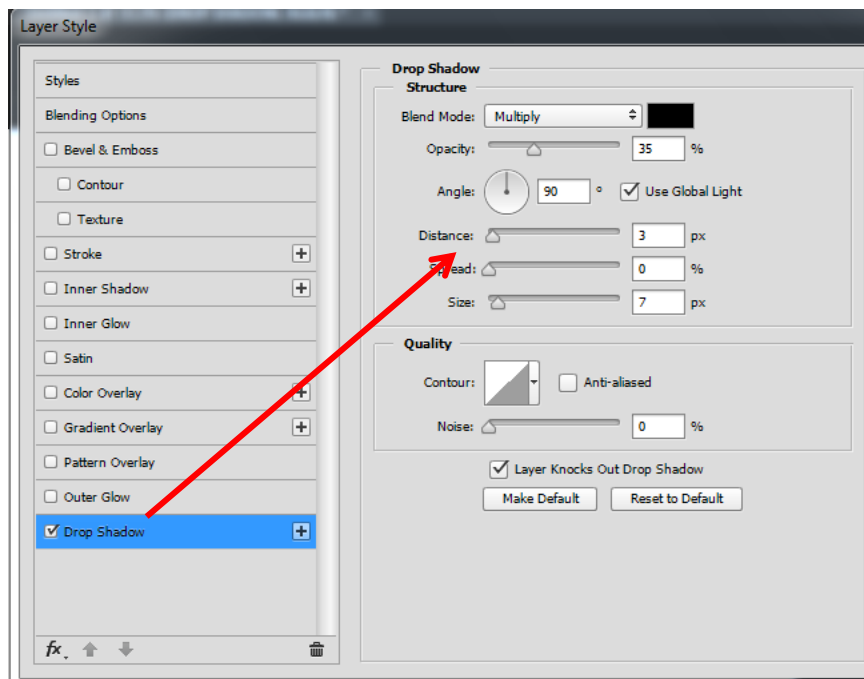 Layer Style
Styles
Blending Options
Bevel & Emboss
Contour
Texture
Stroke
Inner Shadow
Inner Glow
Satin
Color Overlay
Gradient Overlay
Pattern Overlay
Outer Glow
Drop Shadow
fx
Drop Shadow
Structure
Blend Mode: Multiply
Opacity: 35 %
Angle: 90 ° Use Global Light
Distance: 3 px
Spread: 0 %
Size: 7 px
Quality
Contour: Anti-aliased
Noise: 0 %
Layer Knocks Out Drop Shadow
Make Default Reset to Default